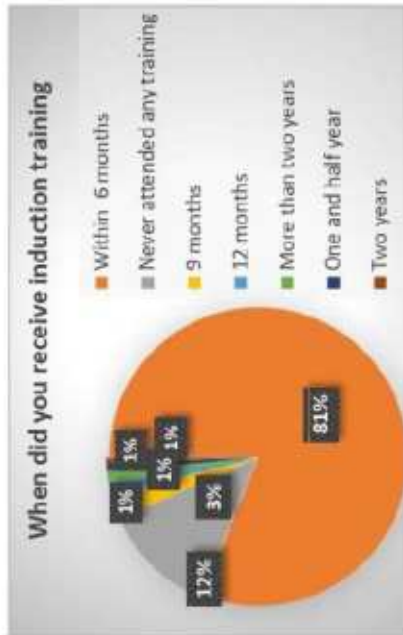 When did you receive induction training
Within 6 months
Never attended any training
9 months
12 months
More than two years
One and half year
Two years
81%
12%
3%
1%
1%
1%
1%